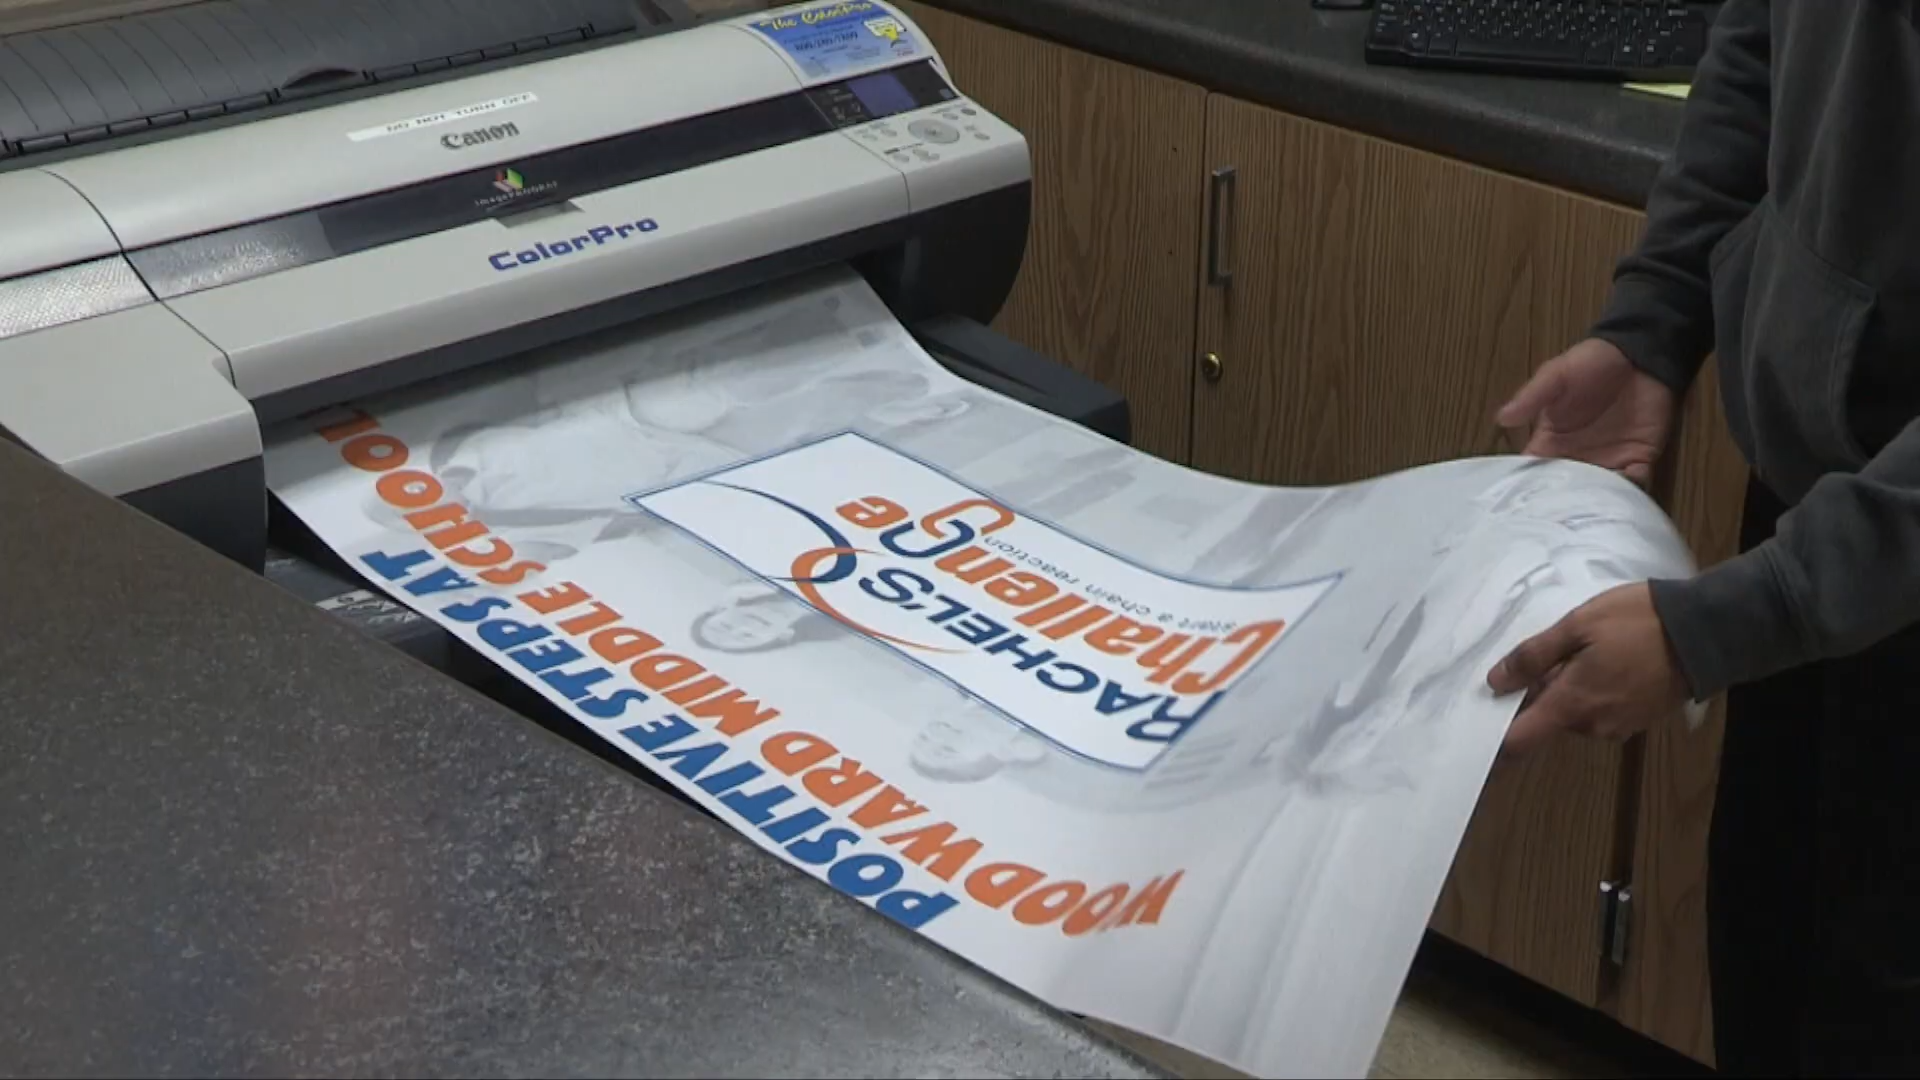 The ColorPro
DO NOT TURN OFF
Canon
imagePROGRAF
ColorPro
RACHEL'S
Challenge
start a chain reaction
POSITIVE STEPS AT
WOODWARD MIDDLE SCHOOL